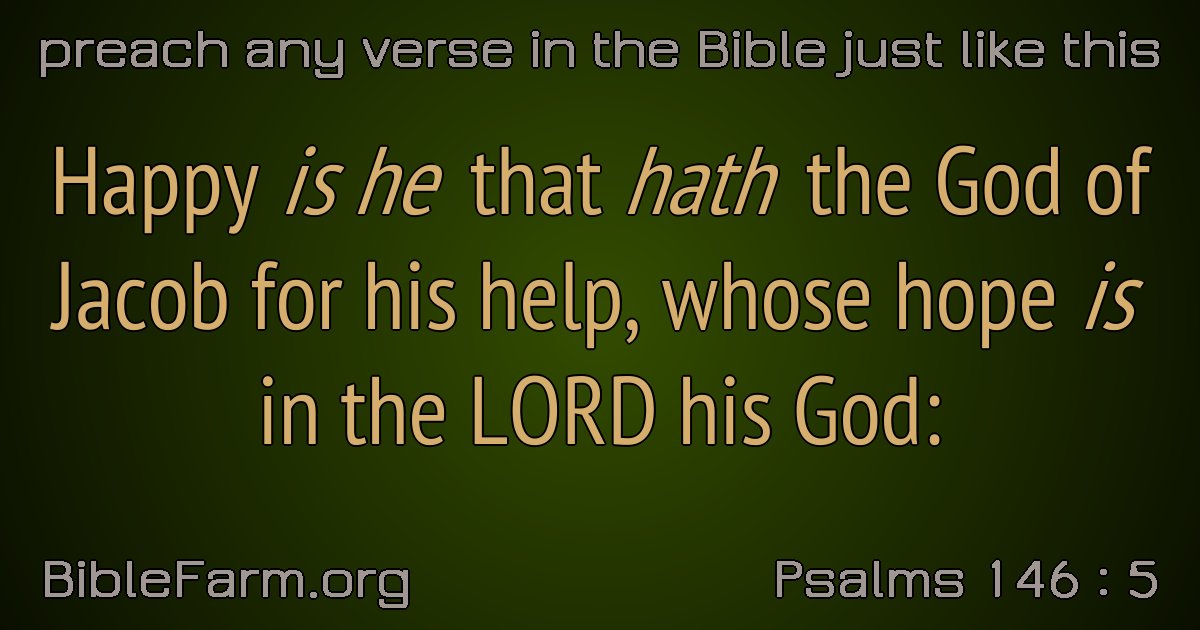 preach any verse in the Bible just like this
Happy is he that hath the God of
Jacob for his help, whose hope is
in the LORD his God:
BibleFarm.org
Psalms 146 : 5